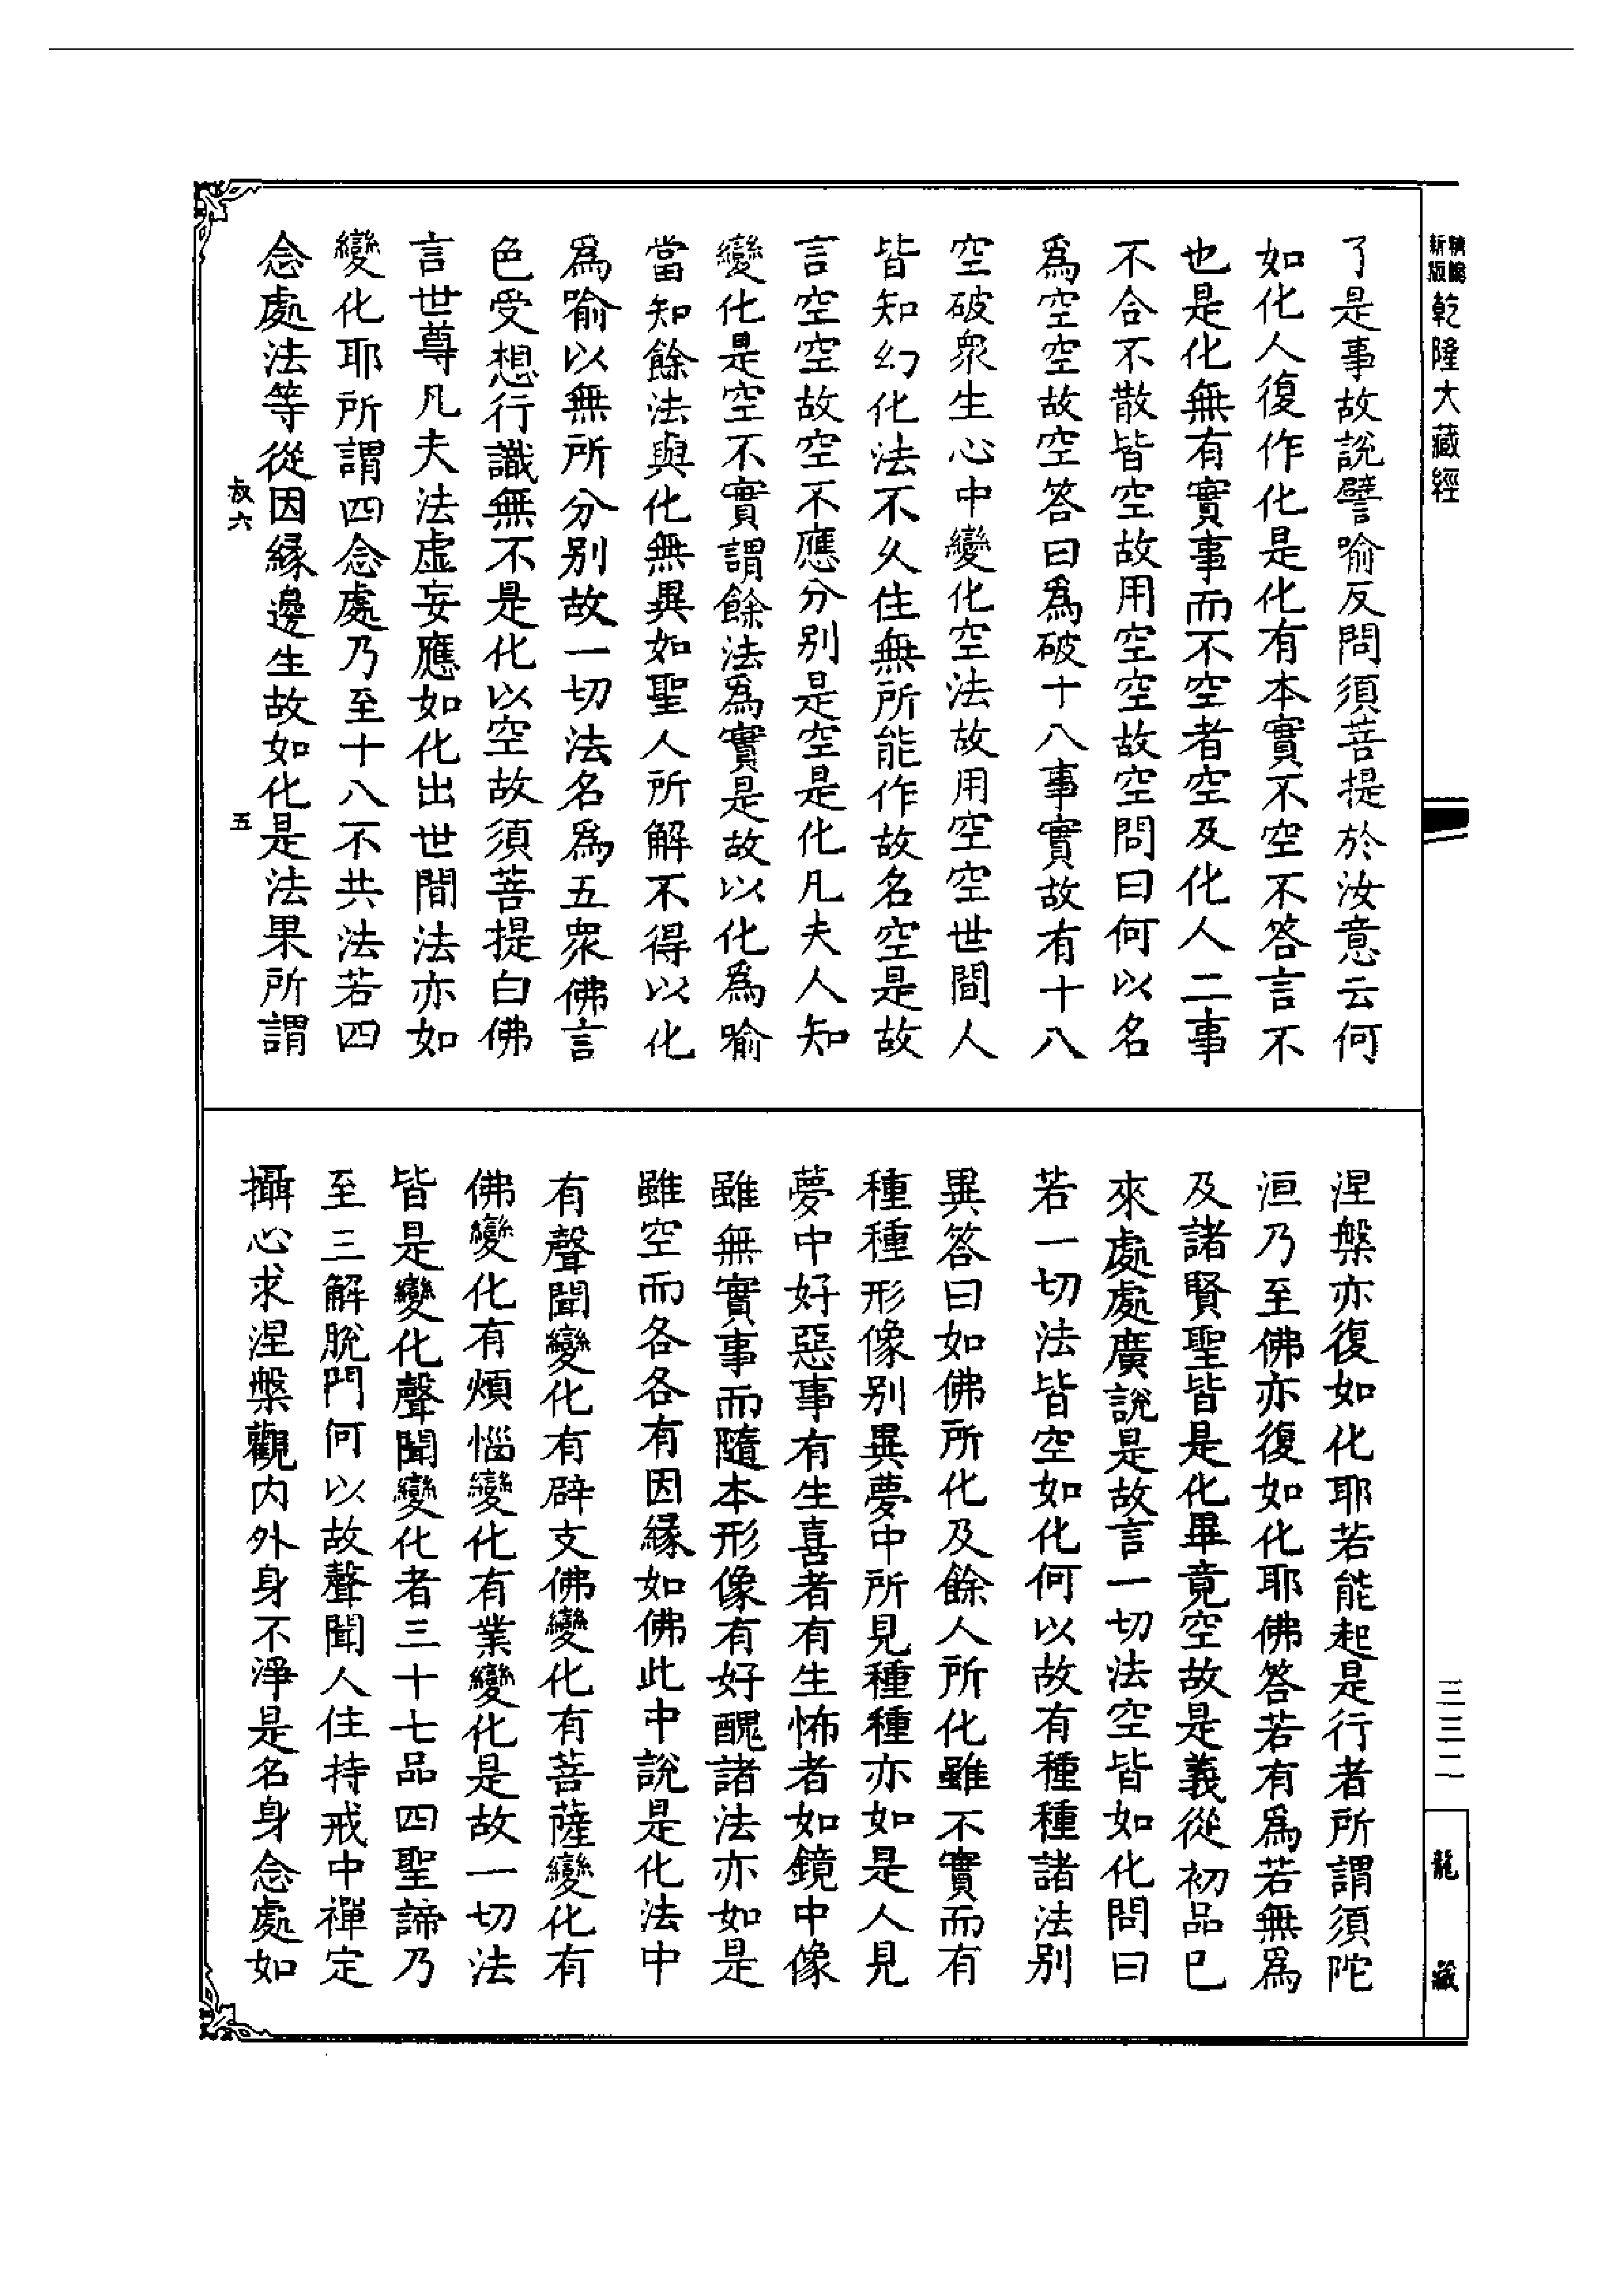 精編
新版
乾隆大藏經
了是事故說譬喻反問須菩提於汝意云何
如化人復作化是化有本實不空不答言不
也是化無有實事而不空者空及化人二事
不合不散皆空故用空空故空問曰何以名
爲空空故空答曰爲破十八事實故有十八
空破眾生心中變化空法故用空空世間人
皆知幻化法不久住無所能作故名空是故
言空空故空不應分別是空是化凡夫人知
變化是空不實謂餘法爲實是故以化爲喻
當知餘法與化無異如聖人所解不得以化
爲喻以無所分別故一切法名爲五眾佛言
色受想行識無不是化以空故須菩提白佛
言世尊凡夫法虛妄應如化出世間法亦如
變化耶所謂四念處乃至十八不共法若四
念處法等從因緣邊生故如化是法果所謂
叔六
五
涅槃亦復如化耶若能起是行者所謂須陀
洹乃至佛亦復如化耶佛答若有爲若無爲
及諸賢聖皆是化畢竟空故是義從初品已
來處處廣說是故言一切法空皆如化問曰
若一切法皆空如化何以故有種種諸法別
異答曰如佛所化及餘人所化雖不實而有
種種形像別異夢中所見種種亦如是人見
夢中好惡事有生喜者有生怖者如鏡中像
雖無實事而隨本形像有好醜諸法亦如是
雖空而各各有因緣如佛此中說是化法中
有聲聞變化有辟支佛變化有菩薩變化有
佛變化有煩惱變化有業變化是故一切法
皆是變化聲聞變化者三十七品四聖諦乃
至三解脫門何以故聲聞人住持戒中禪定
攝心求涅槃觀內外身不淨是名身念處如
三三二
龍藏